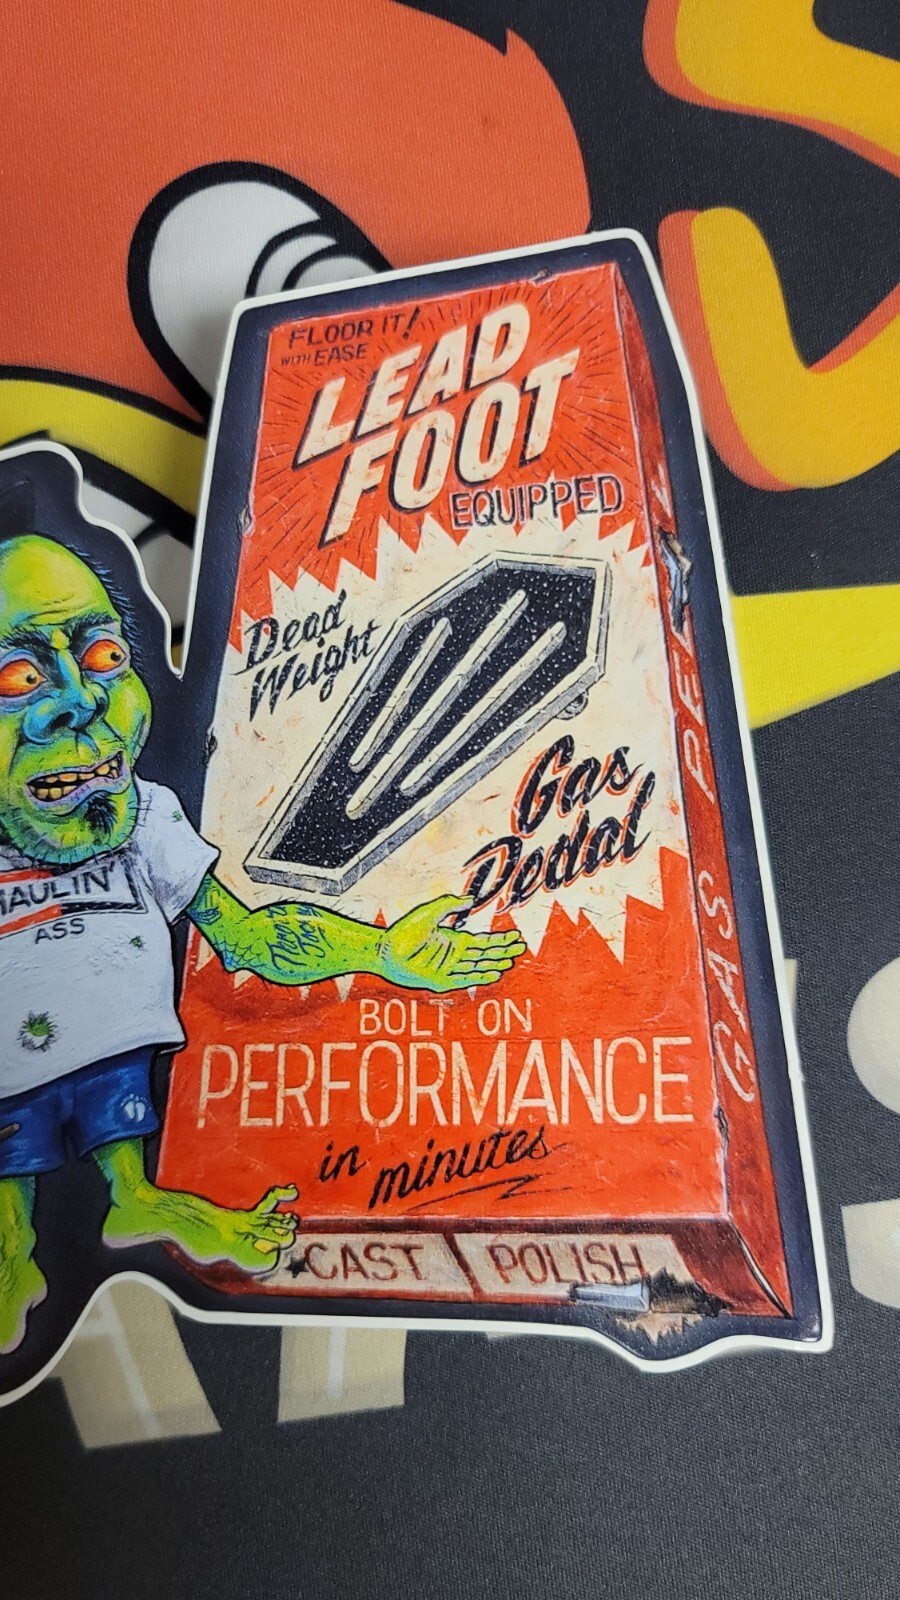 FLOOR IT!
WITH EASE
LEAD
FOOT
EQUIPPED
Dead
Weight
Gas
Pedal
HAULIN'
ASS
BOLT ON
PERFORMANCE
in minutes
CAST POLISH
GAS PEDAL